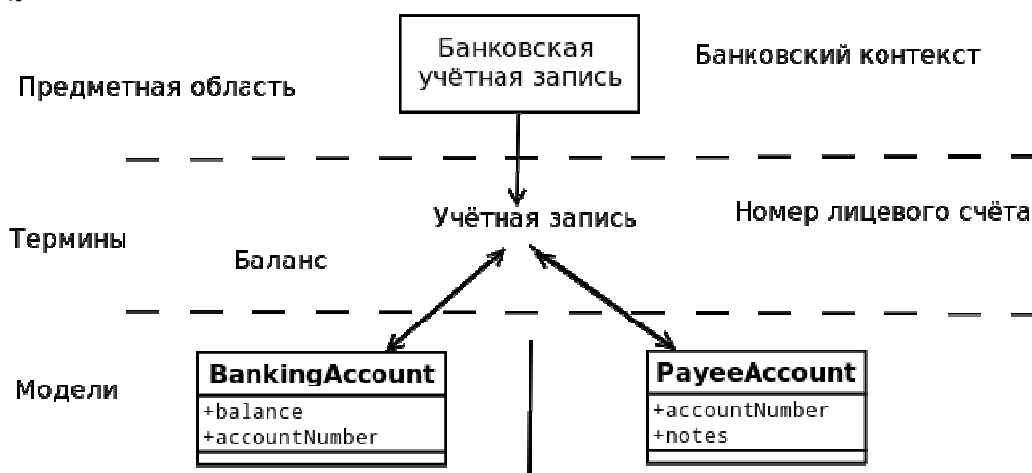 Банковская
учётная запись
Банковский контекст
Предметная область
Учётная запись
Номер лицевого счёта
Термины
Баланс
Модели
BankingAccount
+balance
+accountNumber
PayeeAccount
+accountNumber
+notes